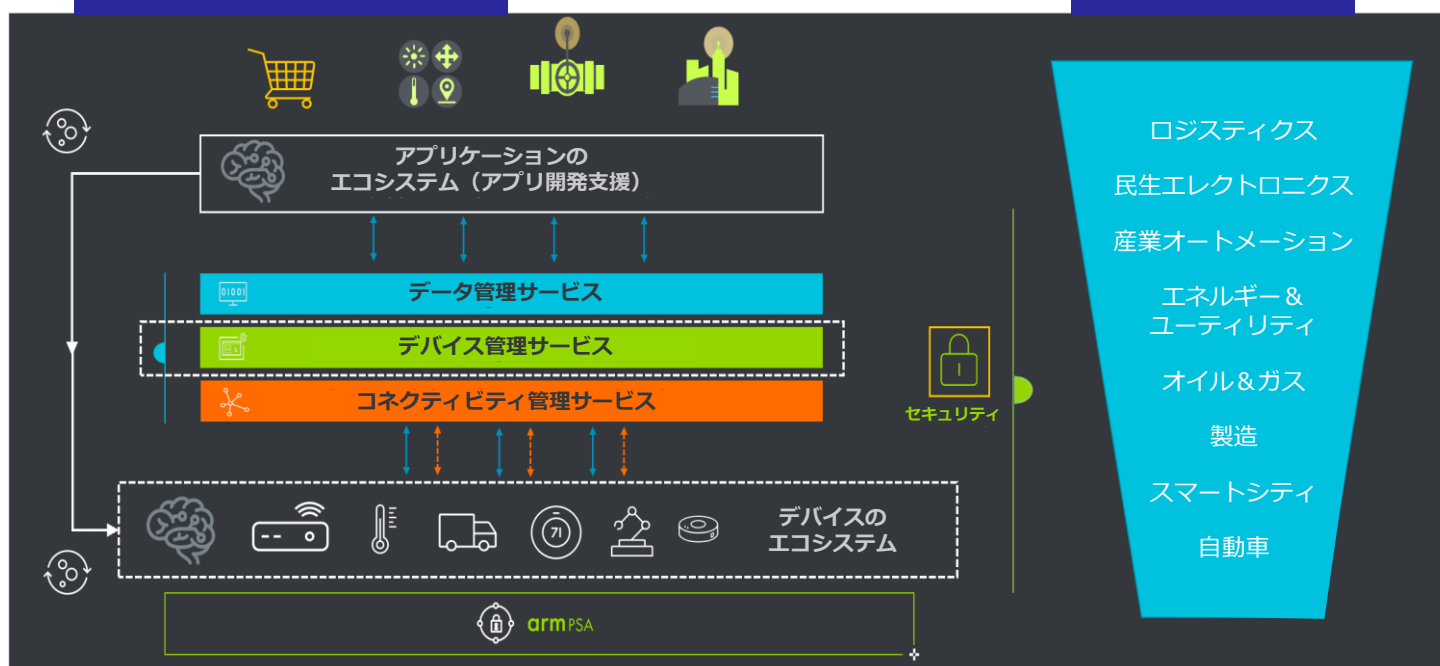 アプリケーションの
エコシステム（アプリ開発支援）
01001
データ管理サービス
デバイス管理サービス
コネクティビティ管理サービス
セキュリティ
71
デバイスの
エコシステム
arm PSA
ロジスティクス
民生エレクトロニクス
産業オートメーション
エネルギー＆
ユーティリティ
オイル＆ガス
製造
スマートシティ
自動車